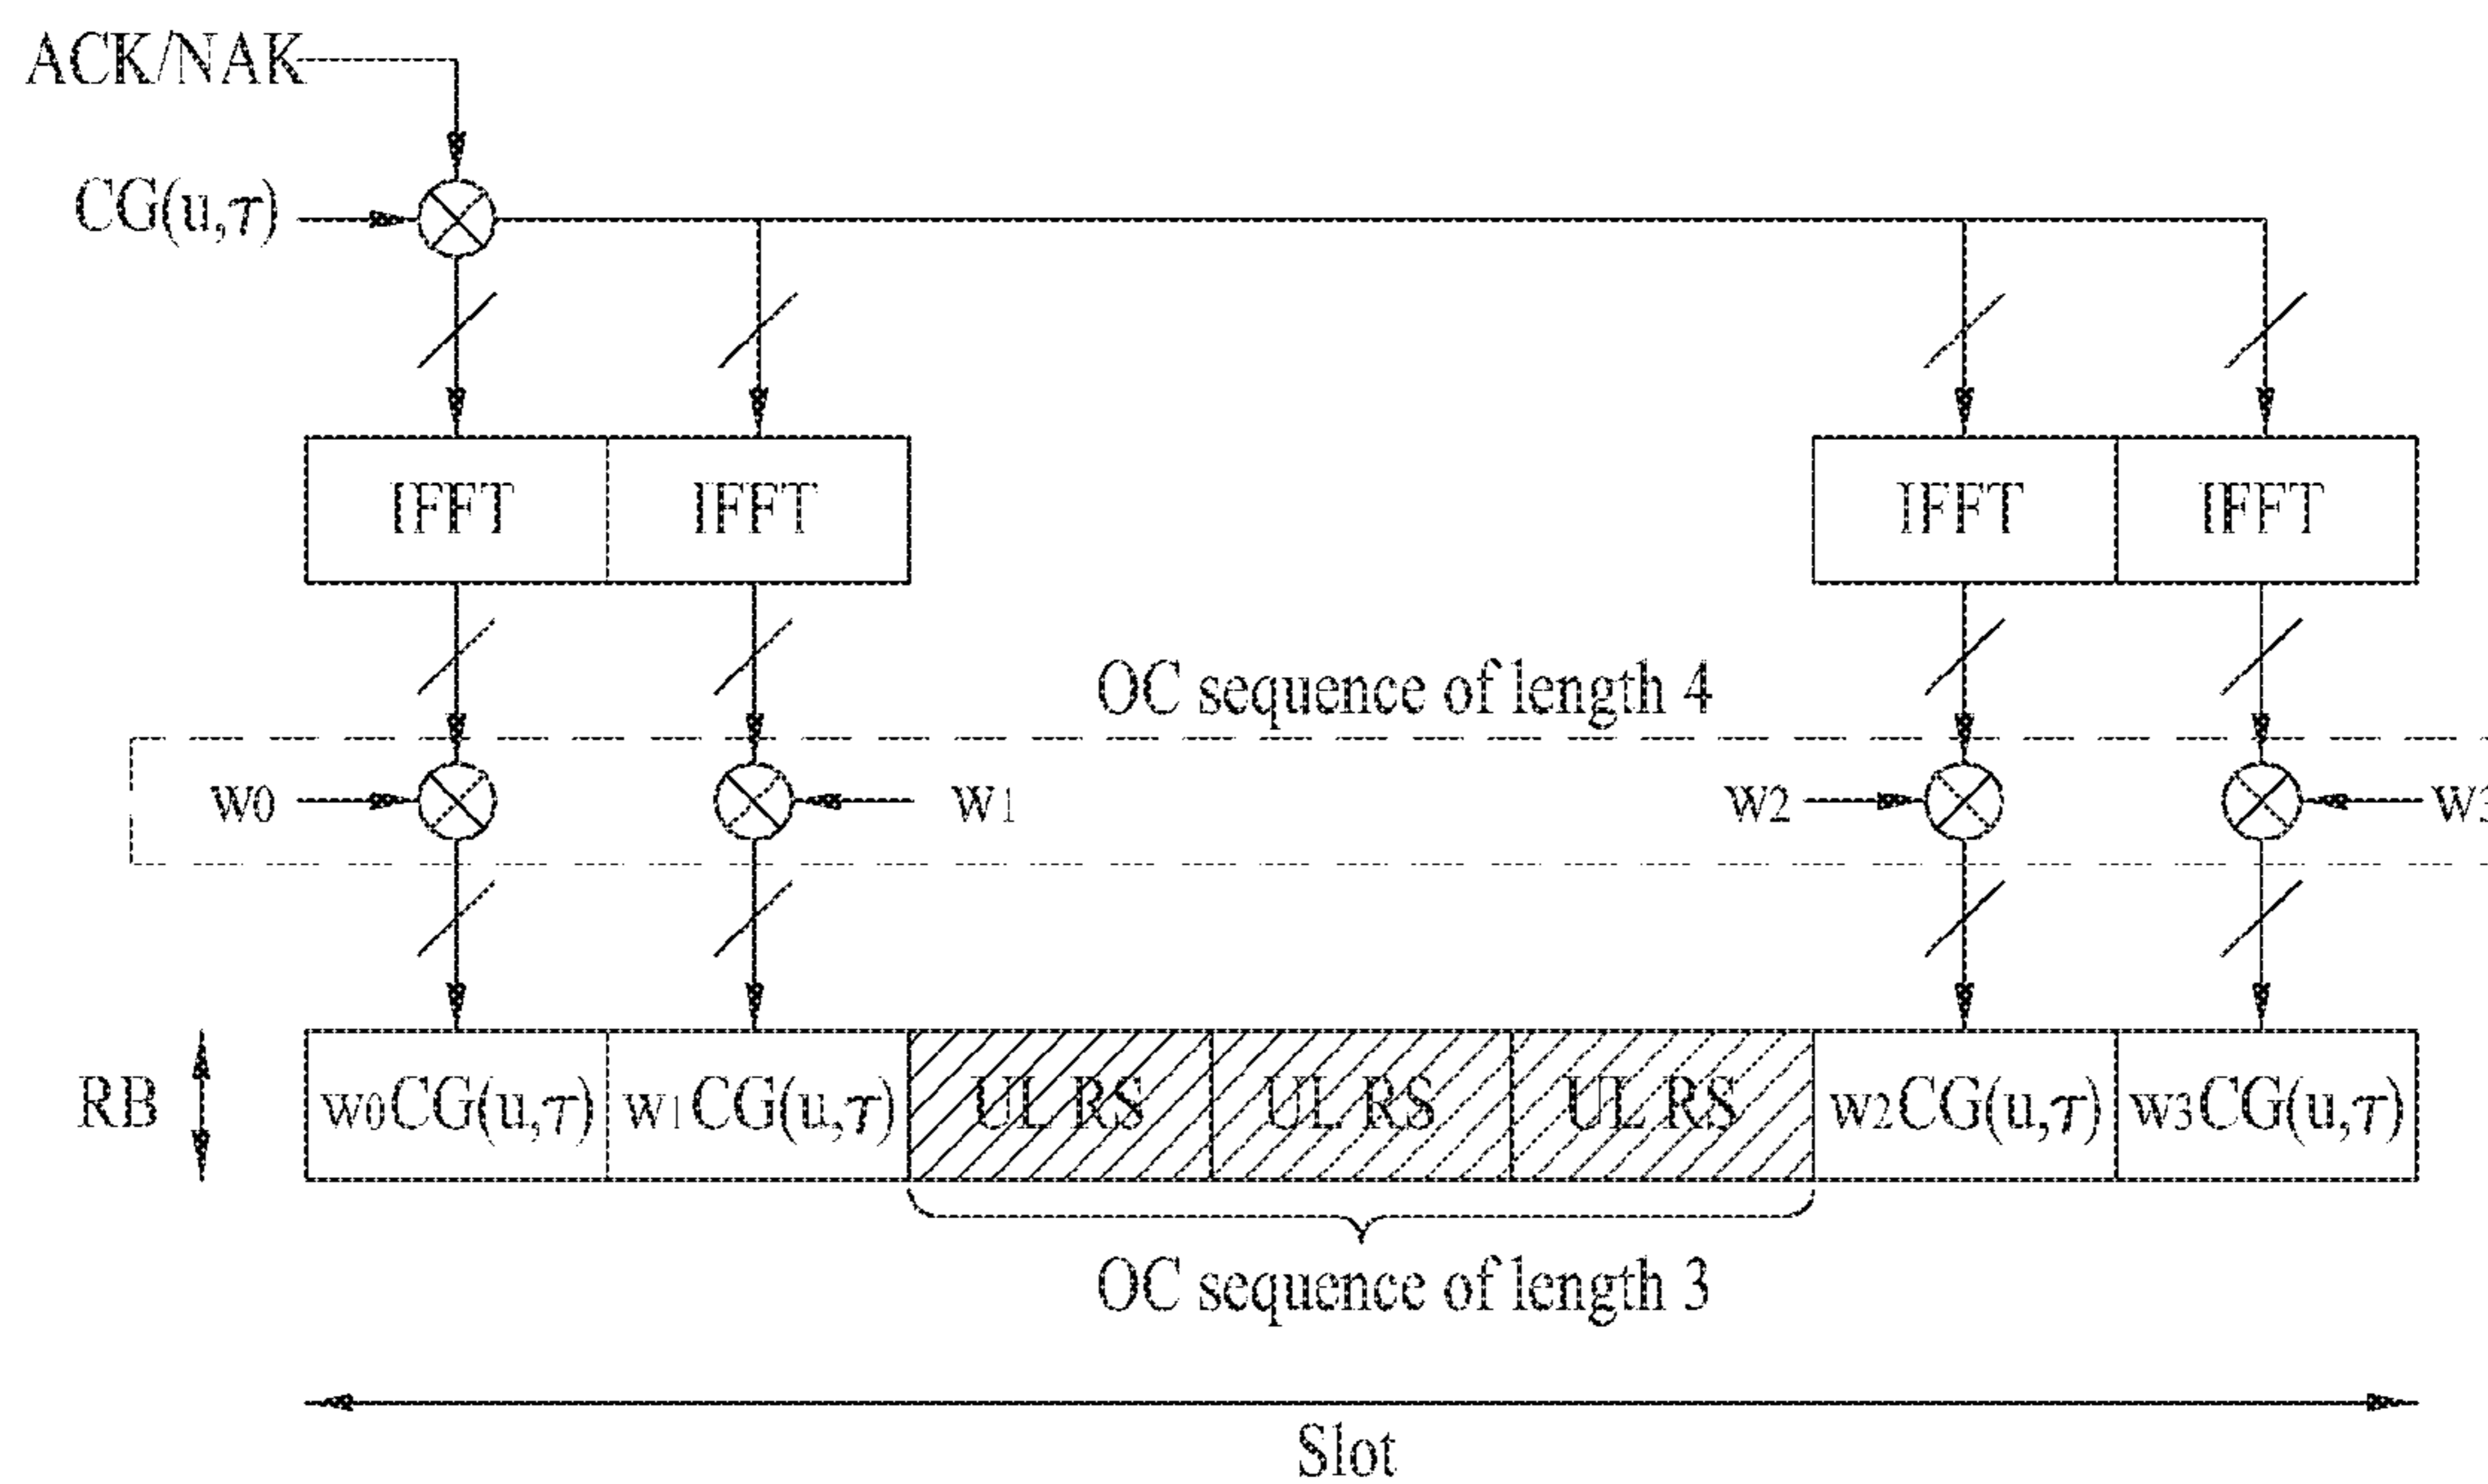 ACK/NAK
CG(u,τ)
IFFT IFFT IFFT IFFT
OC sequence of length 4
w0 w1 w2 w3
RB w0CG(u,τ) w1CG(u,τ) UL RS UL RS UL RS w2CG(u,τ) w3CG(u,τ)
OC sequence of length 3
Slot